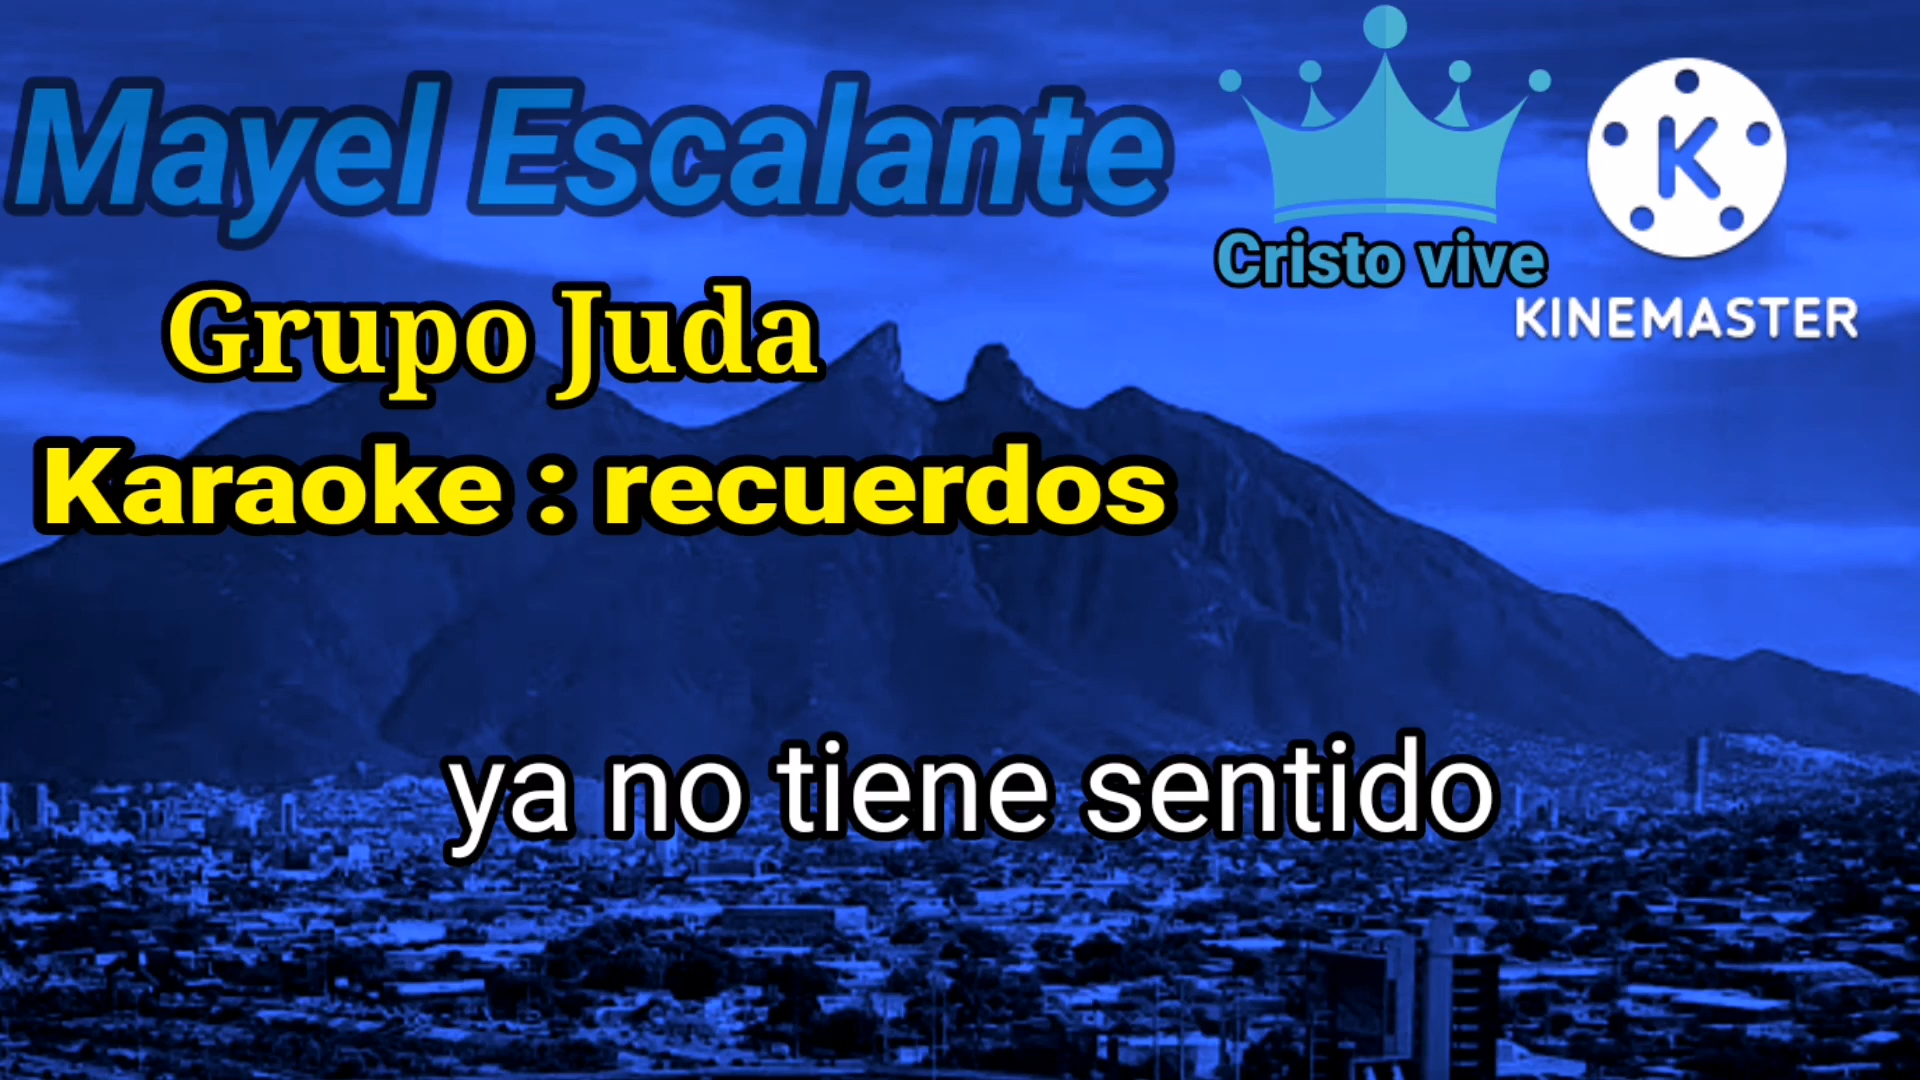 Mayel Escalante
Cristo vive
K
KINEMASTER
Grupo Juda
Karaoke : recuerdos
ya no tiene sentido